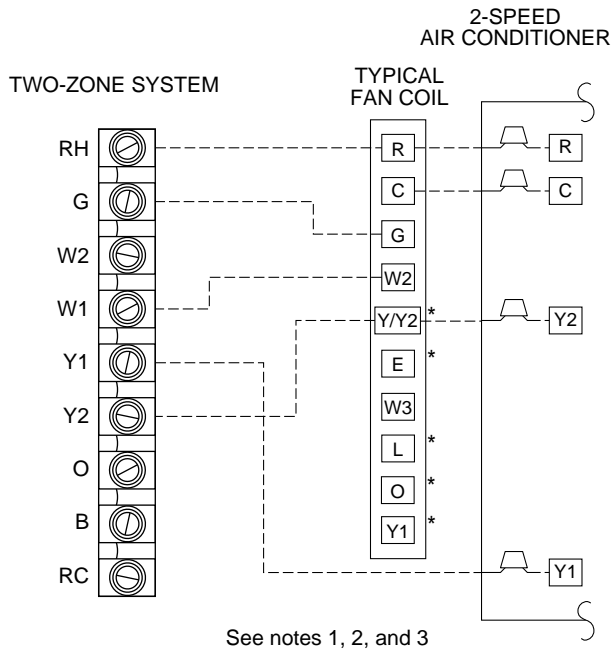 2-SPEED
AIR CONDITIONER
TYPICAL
FAN COIL
TWO-ZONE SYSTEM
RH
R
R
C
C
G
G
W2
W2
W1
Y/Y2 *
Y2
Y1
E *
Y2
W3
L *
O
O *
B
Y1 *
RC
Y1
See notes 1, 2, and 3